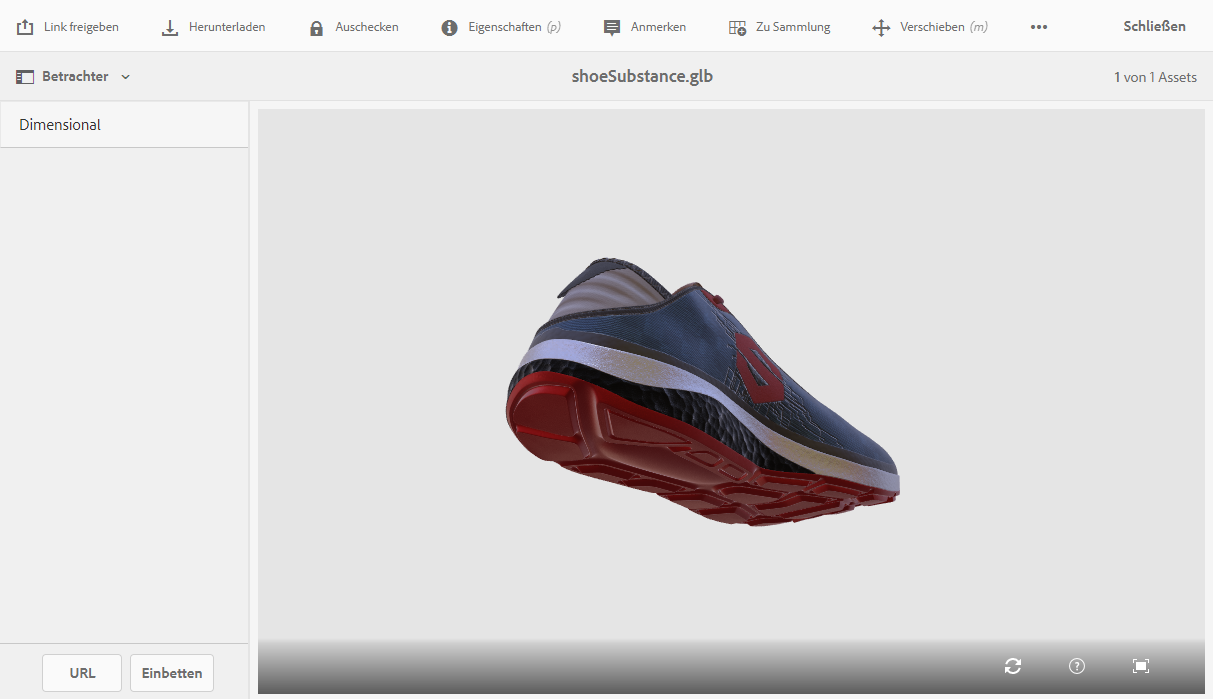 Link freigeben Herunterladen Auschecken Eigenschaften (p) Anmerken Zu Sammlung Verschieben (m) ••• Schließen
Betrachter shoeSubstance.glb 1 von 1 Assets
Dimensional
URL Einbetten